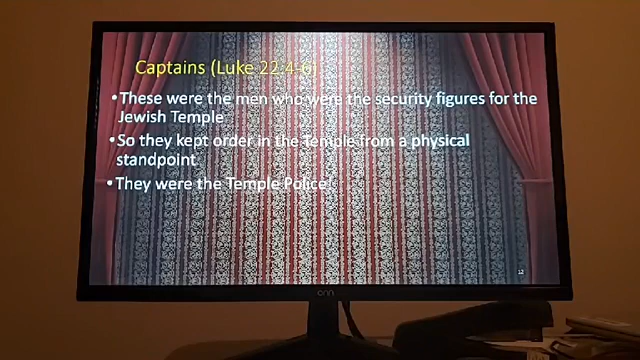 Captains (Luke 22:4-6)
•These were the men who were the security figures for the
Jewish Temple
•So they kept order in the Temple from a physical
standpoint
•They were the Temple Police!
12
onn